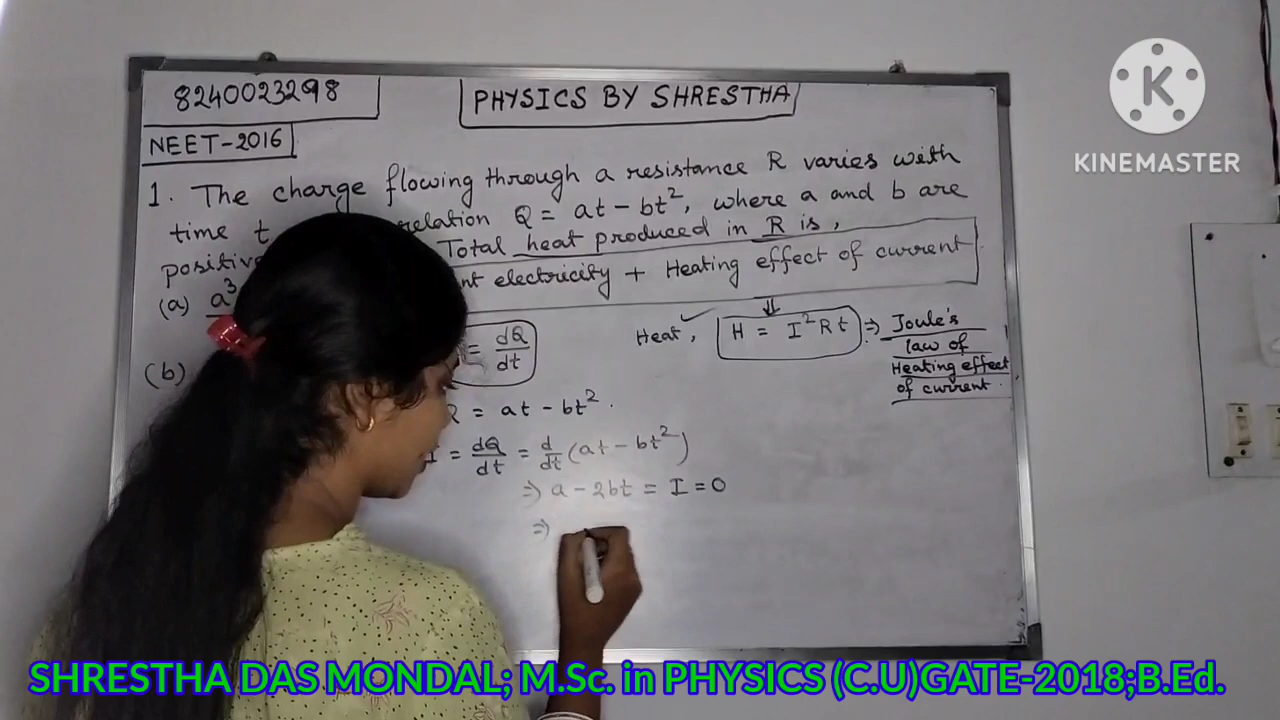 8240023298
PHYSICS BY SHRESTHA
NEET-2016
1. The charge flowing through a resistance R varies with
time t relation Q = at - bt², where a and b are
positive Total heat produced in R is,
(a) a³ electricity + Heating effect of current
= dQ/dt
Heat, H = I²Rt ⇒ Joule's
law of
Heating effect
of current.
(b)
= at - bt².
= dQ/dt = d/dt (at - bt²)
⇒ a - 2bt = I = 0
⇒
K
KINEMASTER
SHRESTHA DAS MONDAL; M.Sc. in PHYSICS (C.U)GATE-2018;B.Ed.